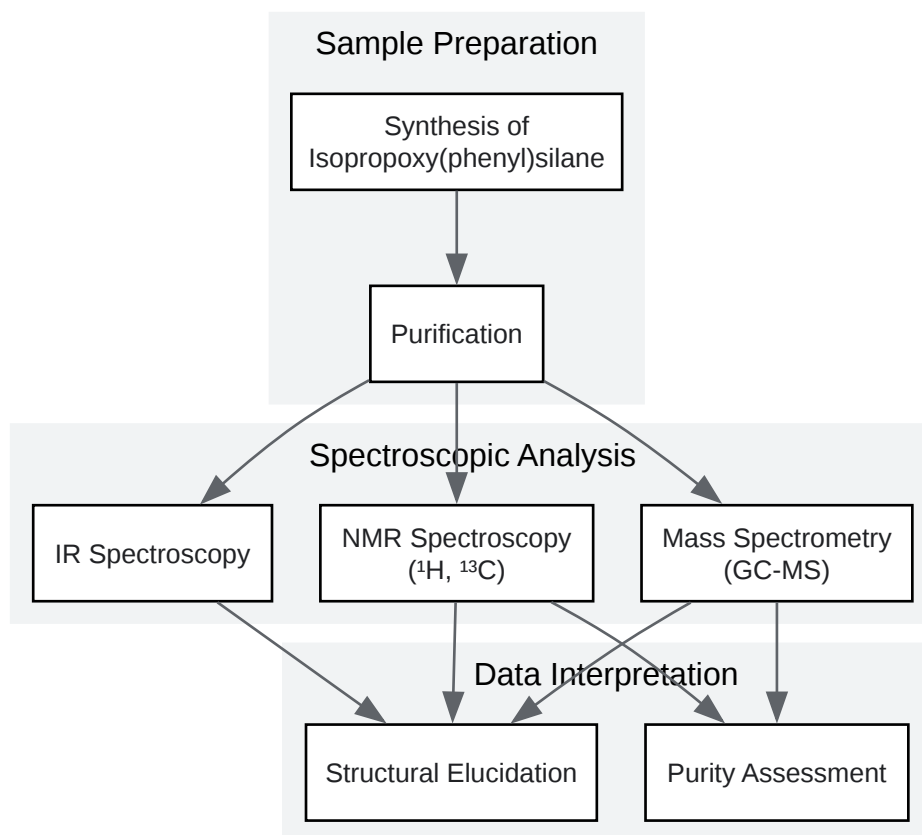 Sample Preparation
Synthesis of
Isopropoxy(phenyl)silane
Purification
Spectroscopic Analysis
IR Spectroscopy
NMR Spectroscopy
(¹H, ¹³C)
Mass Spectrometry
(GC-MS)
Data Interpretation
Structural Elucidation
Purity Assessment